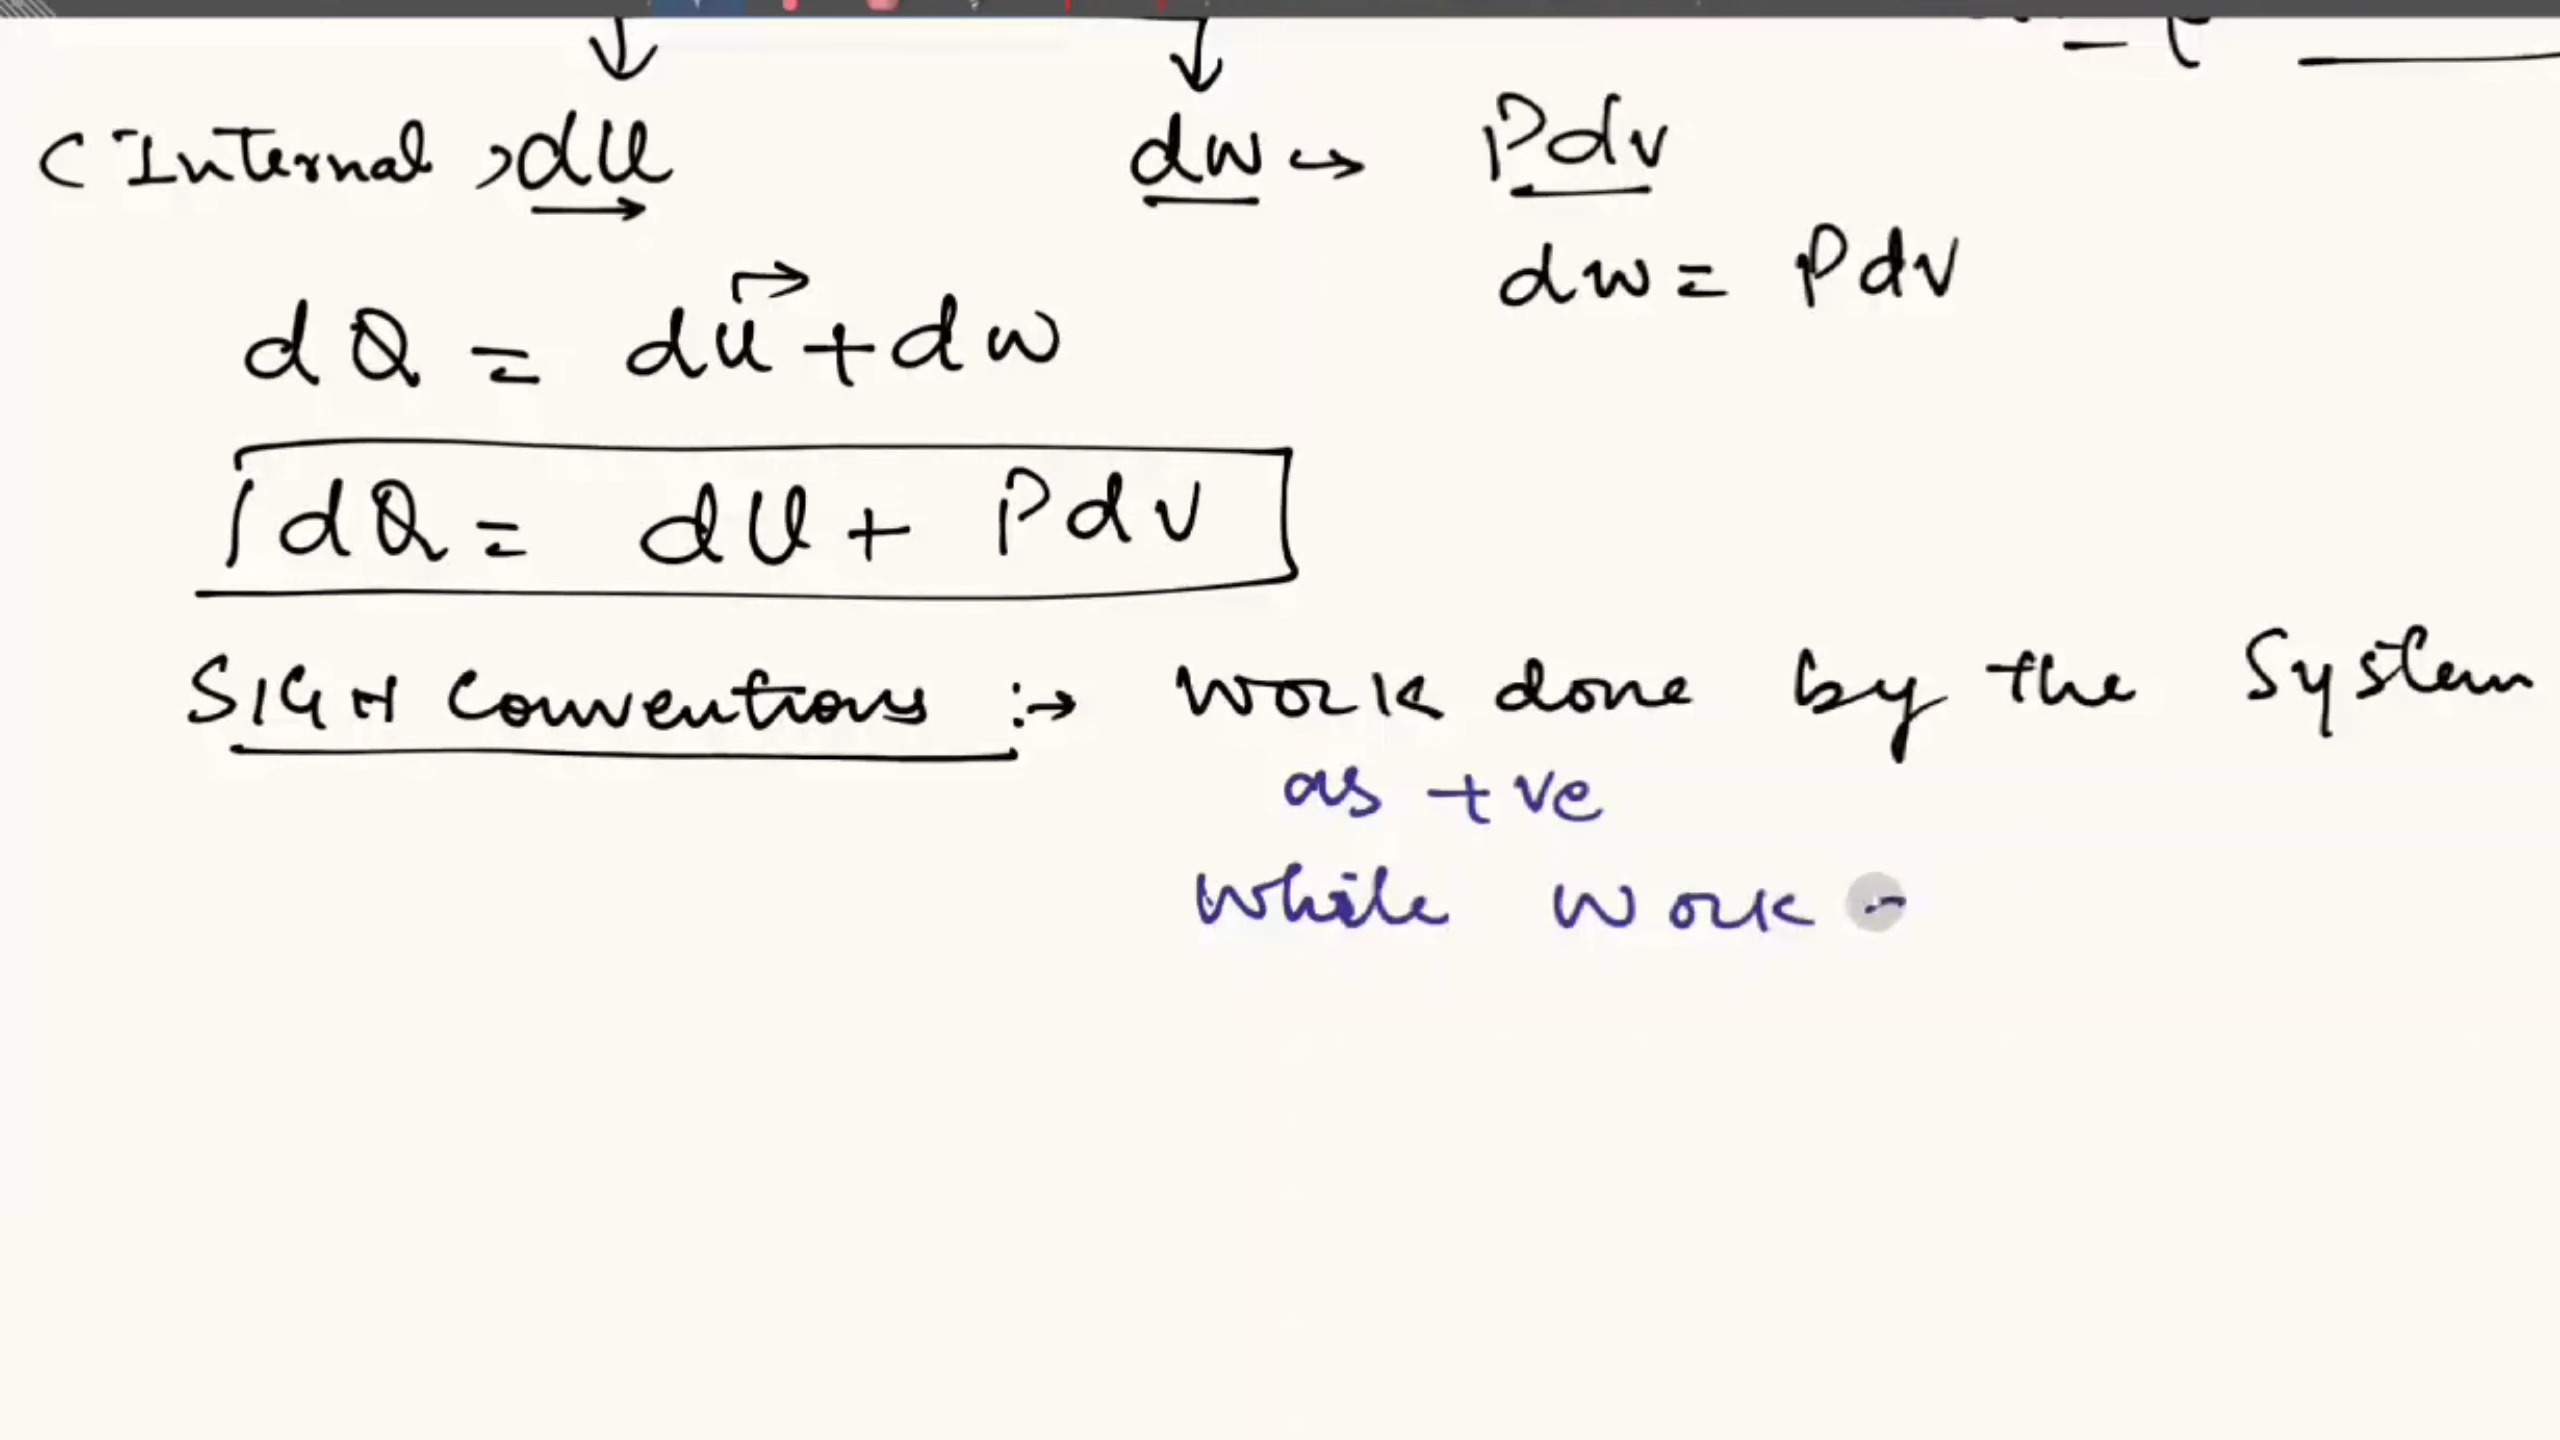 (Internal) dU
dw → Pdv
dw = Pdv
dQ = du + dw
dQ = dU + Pdv
SIGN Conventions :→ work done by the System
as +ve
while work